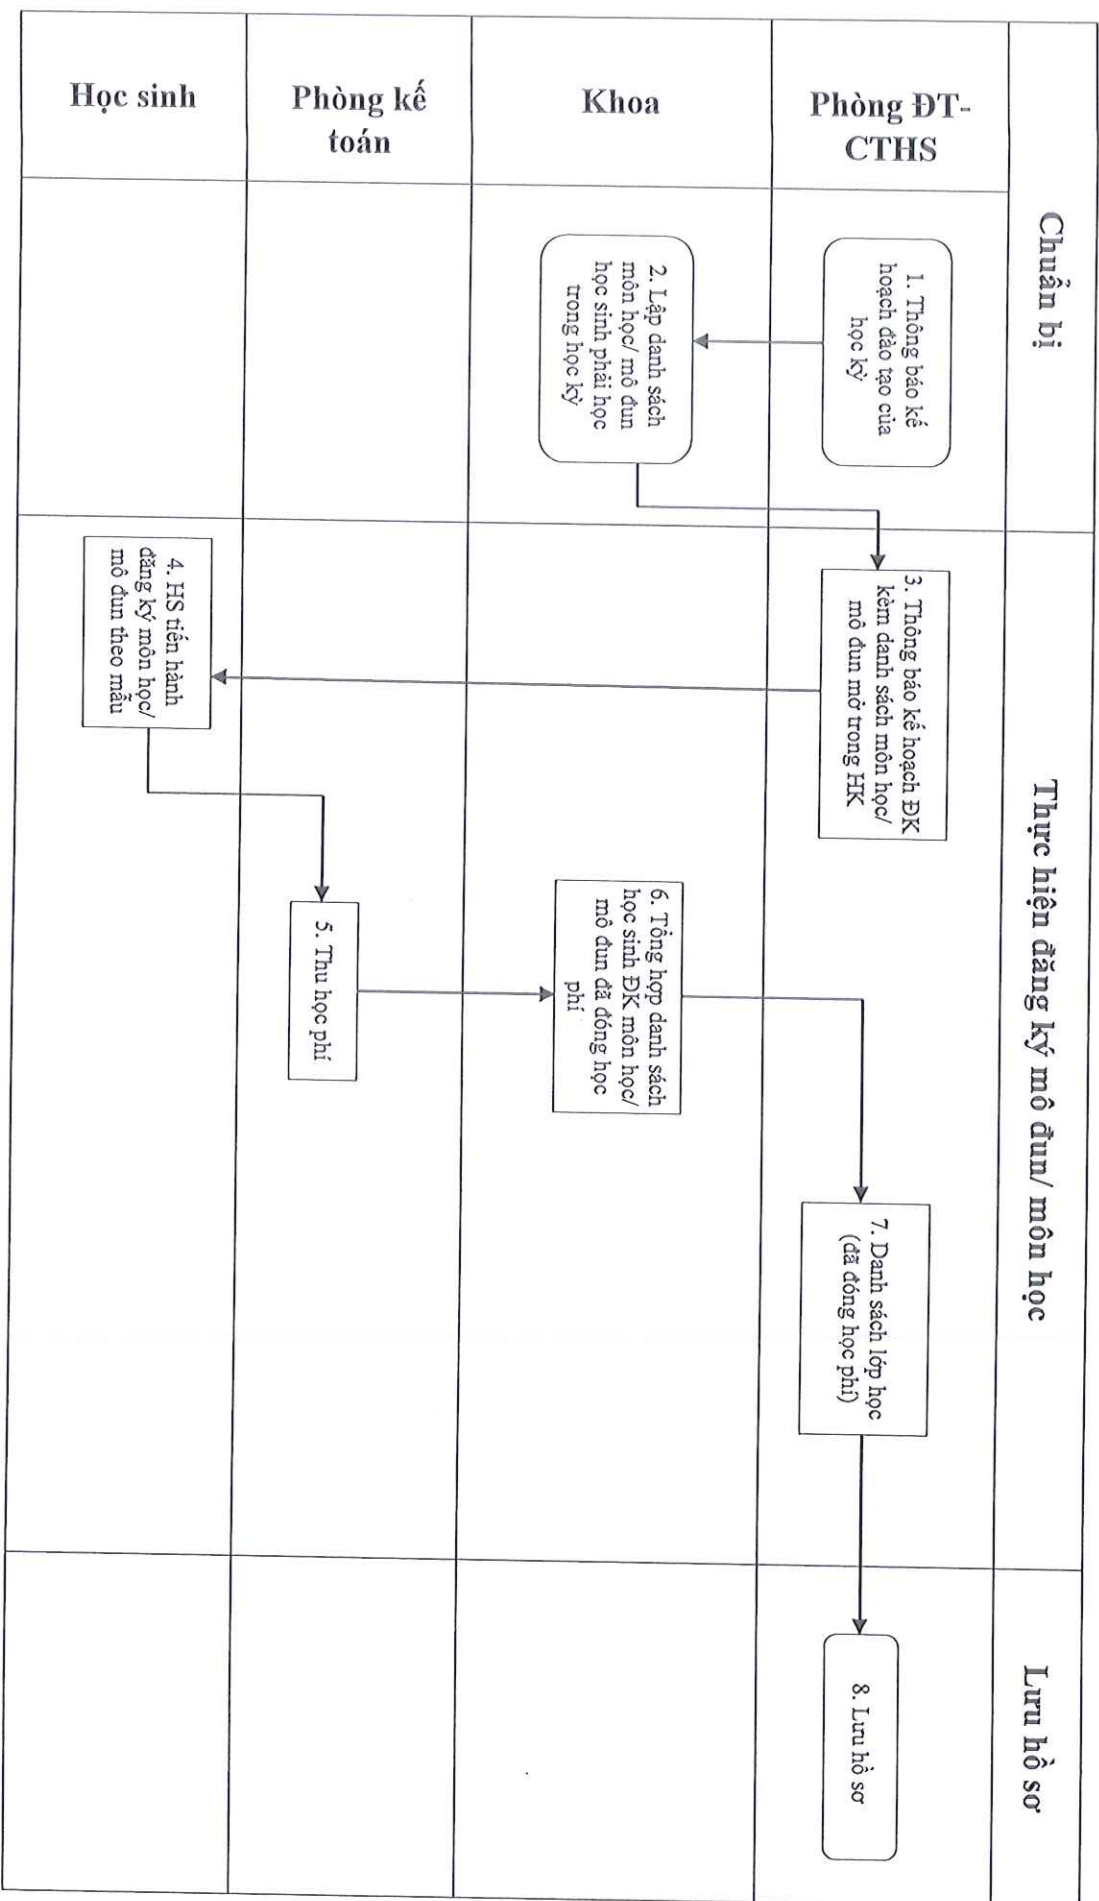 Chuẩn bị
Thực hiện đăng ký mô đun/ môn học
Lưu hồ sơ
Phòng ĐT-
CTHS
1. Thông báo kế
hoạch đào tạo của
học kỳ
3. Thông báo kế hoạch ĐK
kèm danh sách môn học/
mô đun mở trong HK
7. Danh sách lớp học
(đã đóng học phí)
8. Lưu hồ sơ
Khoa
2. Lập danh sách
môn học/ mô đun
học sinh phải học
trong học kỳ
6. Tổng hợp danh sách
học sinh ĐK môn học/
mô đun đã đóng học
phí
Phòng kế
toán
5. Thu học phí
Học sinh
4. HS tiến hành
đăng ký môn học/
mô đun theo mẫu